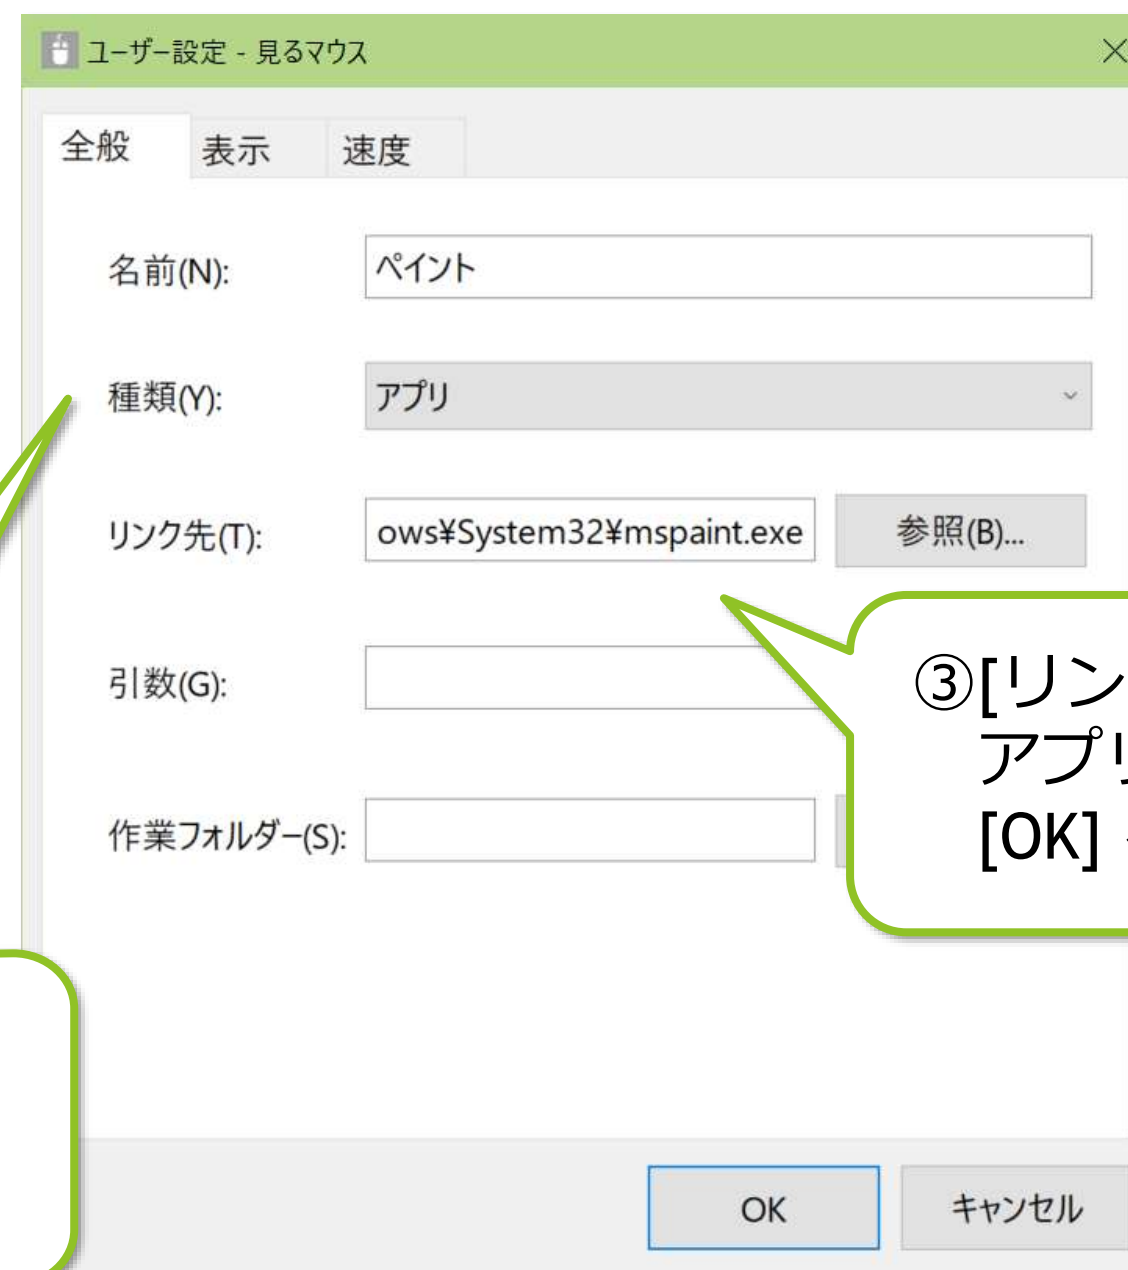 ユーザー設定 - 見るマウス
全般 表示 速度
名前(N): ペイント
種類(Y): アプリ
リンク先(T): ows¥System32¥mspaint.exe 参照(B)...
引数(G):
作業フォルダー(S):
③[リン
アプリ
[OK]
OK キャンセル